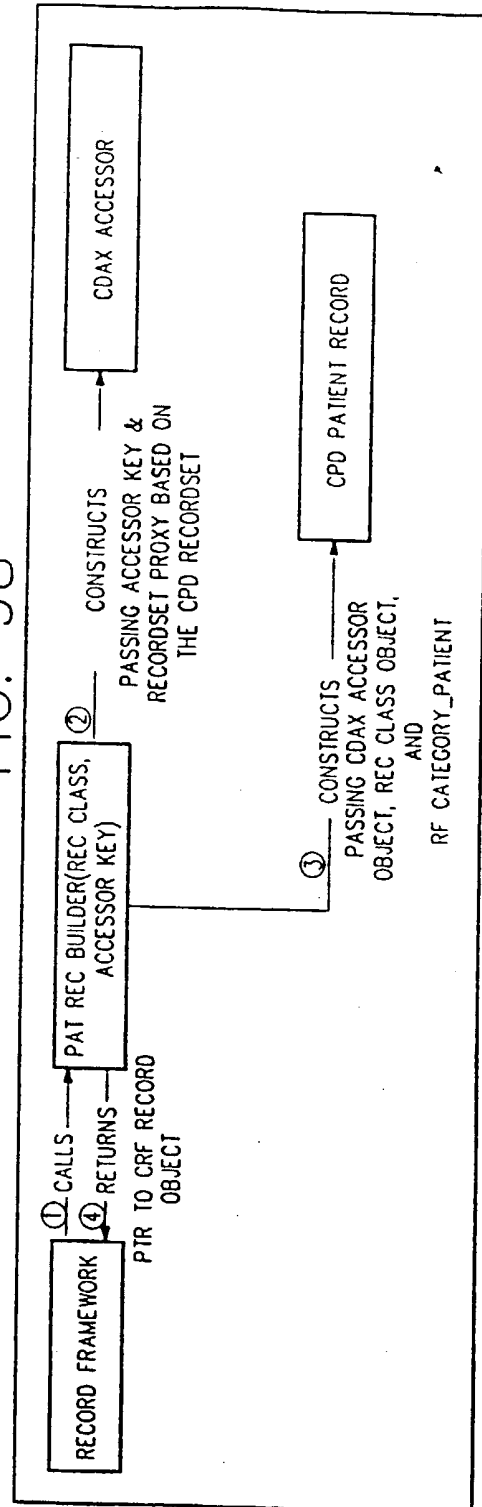 RECORD FRAMEWORK
① CALLS
④ RETURNS
PTR TO CRF RECORD
OBJECT
PAT REC BUILDER(REC CLASS,
ACCESSOR KEY)
② CONSTRUCTS
PASSING ACCESSOR KEY &
RECORDSET PROXY BASED ON
THE CPD RECORDSET
CDAX ACCESSOR
③ CONSTRUCTS
PASSING CDAX ACCESSOR
OBJECT, REC CLASS OBJECT,
AND
RF CATEGORY_PATIENT
CPD PATIENT RECORD